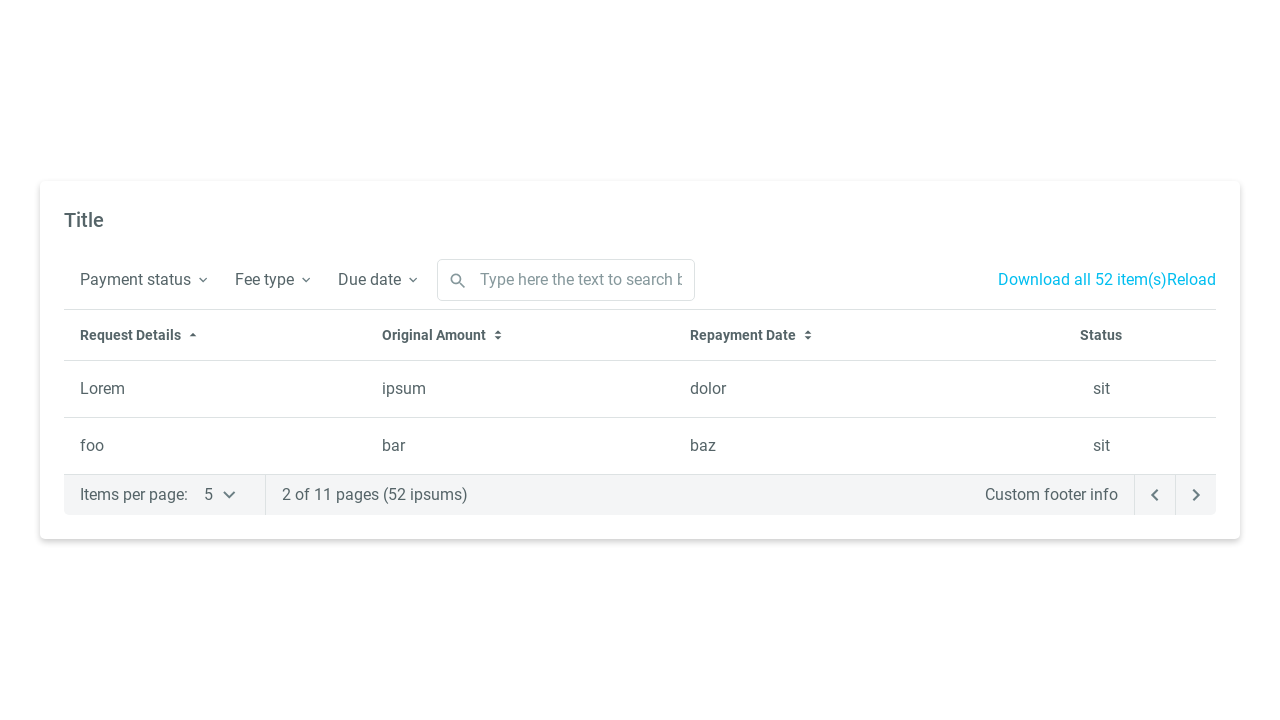 Title
Payment status Fee type Due date Type here the text to search Download all 52 item(s)Reload
Request Details Original Amount Repayment Date Status
Lorem ipsum dolor sit
foo bar baz sit
Items per page: 5 2 of 11 pages (52 ipsums) Custom footer info